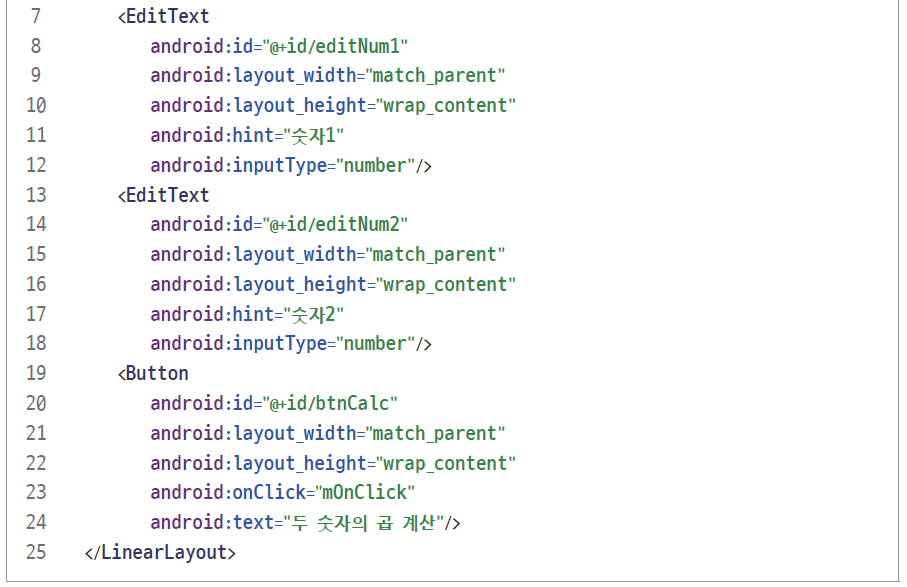 7 <EditText
8 android:id="@+id/editNum1"
9 android:layout_width="match_parent"
10 android:layout_height="wrap_content"
11 android:hint="숫자1"
12 android:inputType="number"/>
13 <EditText
14 android:id="@+id/editNum2"
15 android:layout_width="match_parent"
16 android:layout_height="wrap_content"
17 android:hint="숫자2"
18 android:inputType="number"/>
19 <Button
20 android:id="@+id/btnCalc"
21 android:layout_width="match_parent"
22 android:layout_height="wrap_content"
23 android:onClick="mOnClick"
24 android:text="두 숫자의 곱 계산"/>
25 </LinearLayout>